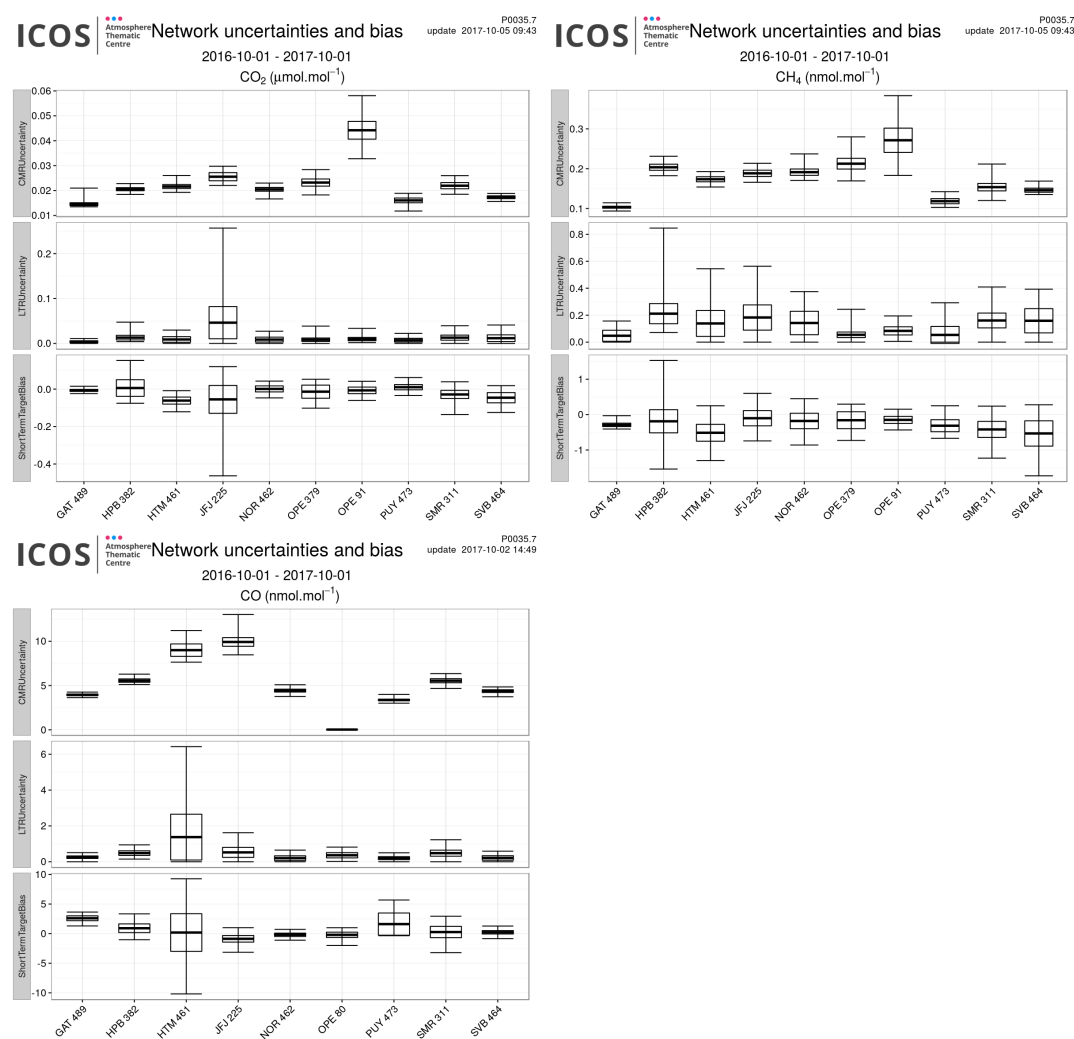 ICOS
Atmosphere
Thematic
Centre
Network uncertainties and bias
P0035.7
update 2017-10-05 09:43
2016-10-01 - 2017-10-01
CO₂ (μmol.mol⁻¹)
CMRUncertainty
0.06
0.05
0.04
0.03
0.02
0.01
LTRUncertainty
0.2
0.1
0.0
ShortTermTargetBias
0.0
-0.2
-0.4
GAT 489
HPB 382
HTM 461
JFJ 225
NOR 462
OPE 379
OPE 91
PUY 473
SMR 311
SVB 464
ICOS
Atmosphere
Thematic
Centre
Network uncertainties and bias
P0035.7
update 2017-10-05 09:43
2016-10-01 - 2017-10-01
CH₄ (nmol.mol⁻¹)
CMRUncertainty
0.3
0.2
0.1
LTRUncertainty
0.8
0.6
0.4
0.2
0.0
ShortTermTargetBias
1
0
-1
GAT 489
HPB 382
HTM 461
JFJ 225
NOR 462
OPE 379
OPE 91
PUY 473
SMR 311
SVB 464
ICOS
Atmosphere
Thematic
Centre
Network uncertainties and bias
P0035.7
update 2017-10-02 14:49
2016-10-01 - 2017-10-01
CO (nmol.mol⁻¹)
CMRUncertainty
10
5
0
LTRUncertainty
6
4
2
0
ShortTermTargetBias
10
5
0
-5
-10
GAT 489
HPB 382
HTM 461
JFJ 225
NOR 462
OPE 80
PUY 473
SMR 311
SVB 464